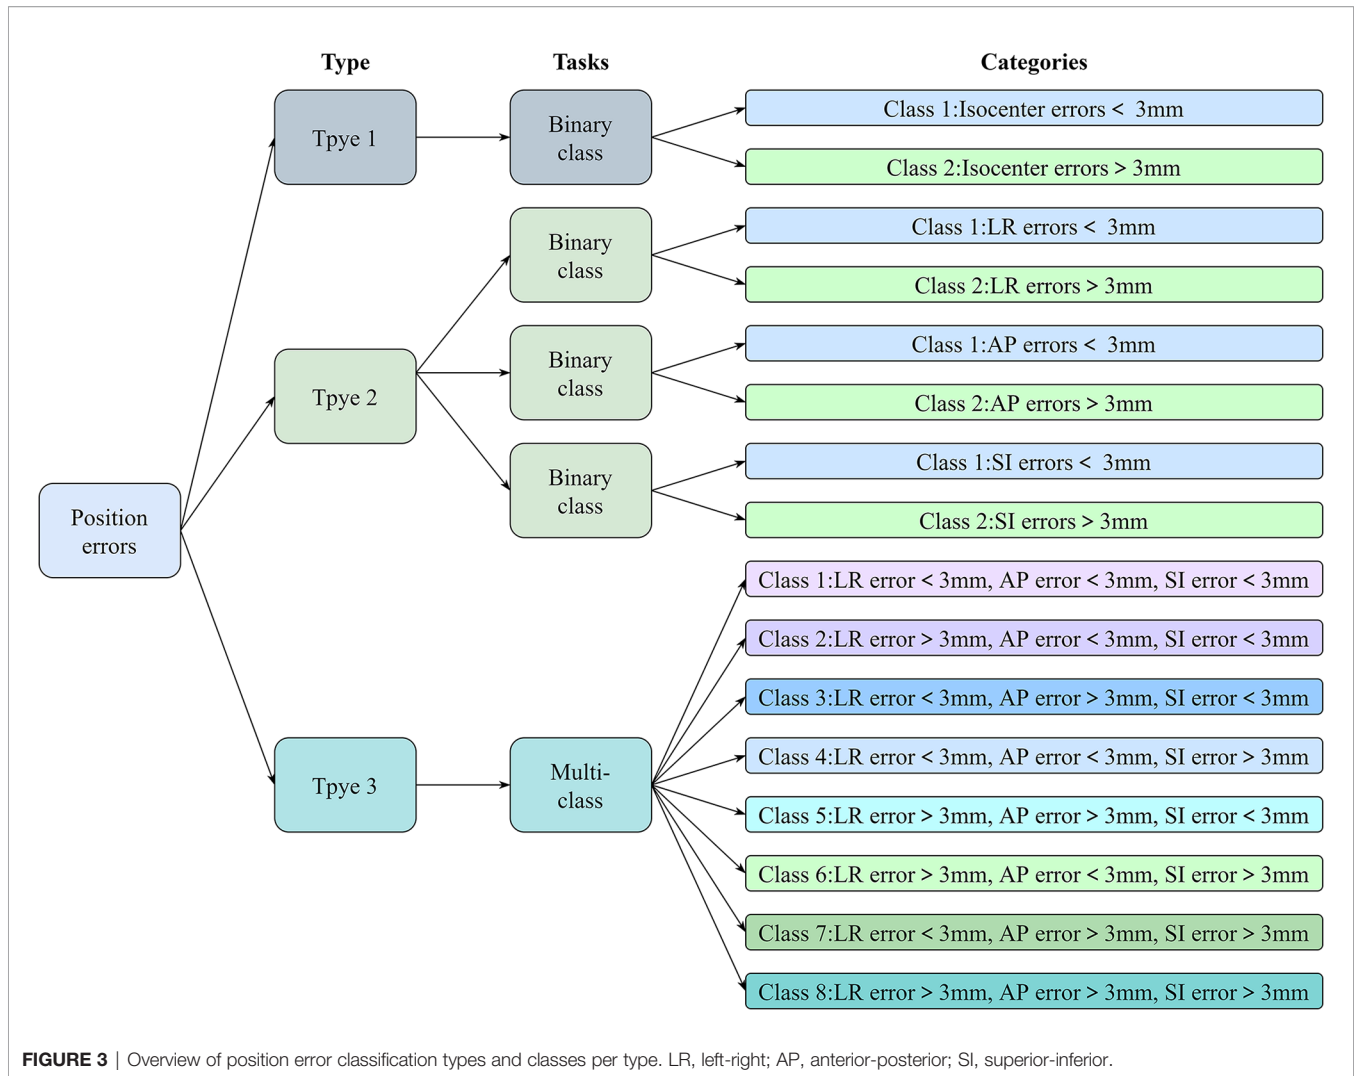 Type
Tasks
Categories
Tpye 1
Binary
class
Class 1:Isocenter errors < 3mm
Class 2:Isocenter errors > 3mm
Tpye 2
Binary
class
Class 1:LR errors < 3mm
Class 2:LR errors > 3mm
Binary
class
Class 1:AP errors < 3mm
Class 2:AP errors > 3mm
Binary
class
Class 1:SI errors < 3mm
Class 2:SI errors > 3mm
Position
errors
Tpye 3
Multi-
class
Class 1:LR error < 3mm, AP error < 3mm, SI error < 3mm
Class 2:LR error > 3mm, AP error < 3mm, SI error < 3mm
Class 3:LR error < 3mm, AP error > 3mm, SI error < 3mm
Class 4:LR error < 3mm, AP error < 3mm, SI error > 3mm
Class 5:LR error > 3mm, AP error > 3mm, SI error < 3mm
Class 6:LR error > 3mm, AP error < 3mm, SI error > 3mm
Class 7:LR error < 3mm, AP error > 3mm, SI error > 3mm
Class 8:LR error > 3mm, AP error > 3mm, SI error > 3mm
FIGURE 3 | Overview of position error classification types and classes per type. LR, left-right; AP, anterior-posterior; SI, superior-inferior.